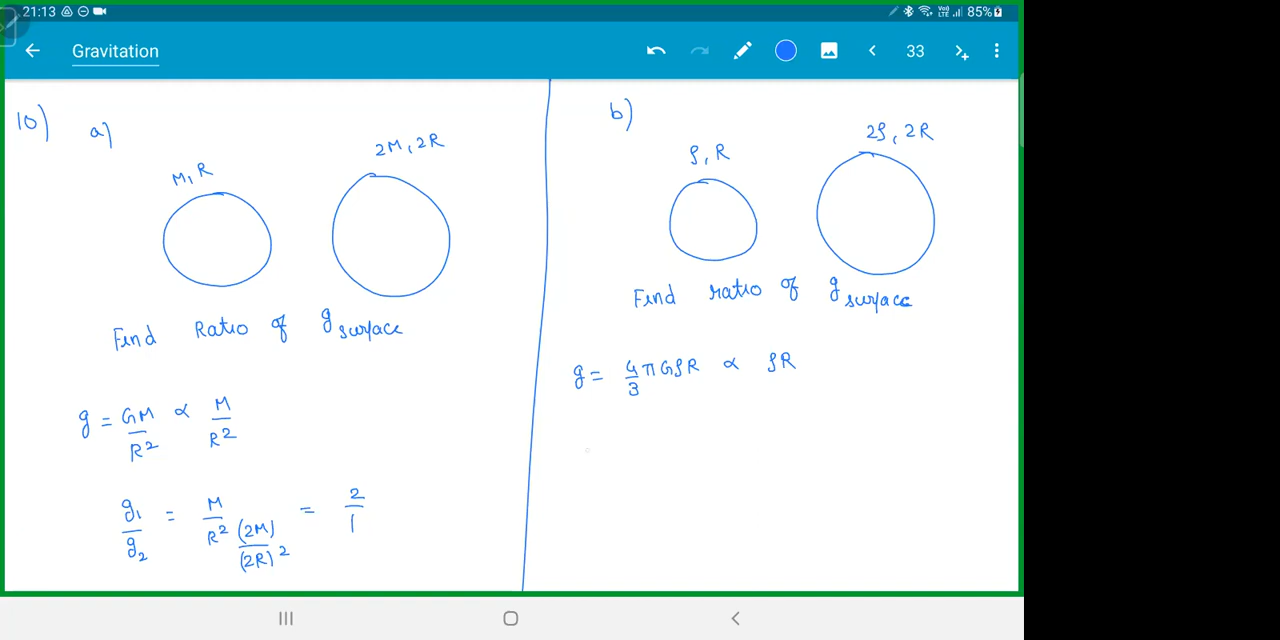 21:13 85%
Gravitation 33
10) a)
M, R 2M, 2R
Find Ratio of g surface
g = GM/R² ∝ M/R²
g₁/g₂ = M/R² (2M)/(2R)² = 2/1
b)
ρ, R 2ρ, 2R
Find ratio of g surface
g = 4/3 π G ρ R ∝ ρR